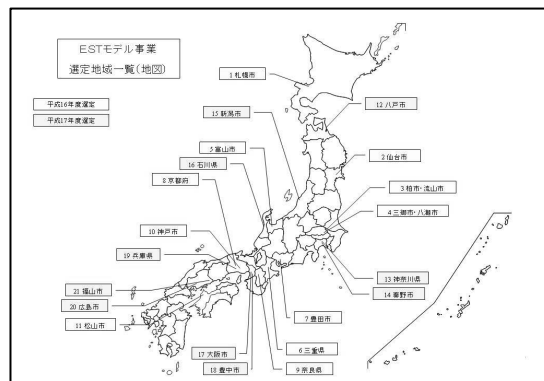 ESTモデル事業
選定地域一覧(地図)
平成16年度選定
平成17年度選定
1 札幌市
12 八戸市
15 新潟市
2 仙台市
5 富山市
16 石川県
8 京都府
3 柏市・流山市
4 三郷市・八潮市
10 神戸市
19 兵庫県
13 神奈川県
14 秦野市
21 福山市
20 広島市
11 松山市
7 豊田市
6 三重県
17 大阪市
18 豊中市
9 奈良県